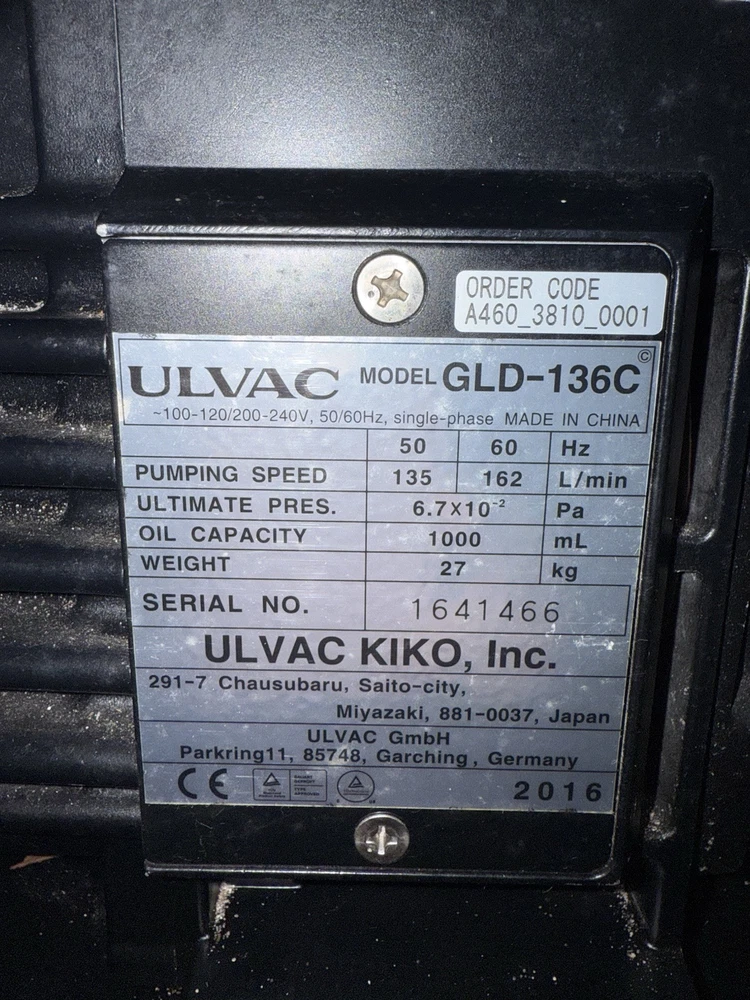 ORDER CODE
A460_3810_0001
©
ULVAC MODEL GLD-136C
~100-120/200-240V, 50/60Hz, single-phase MADE IN CHINA
50 60 Hz
PUMPING SPEED 135 162 L/min
ULTIMATE PRES. 6.7×10⁻² Pa
OIL CAPACITY 1000 mL
WEIGHT 27 kg
SERIAL NO. 1641466
ULVAC KIKO, Inc.
291-7 Chausubaru, Saito-city,
Miyazaki, 881-0037, Japan
ULVAC GmbH
Parkring11, 85748, Garching, Germany
CE 2016